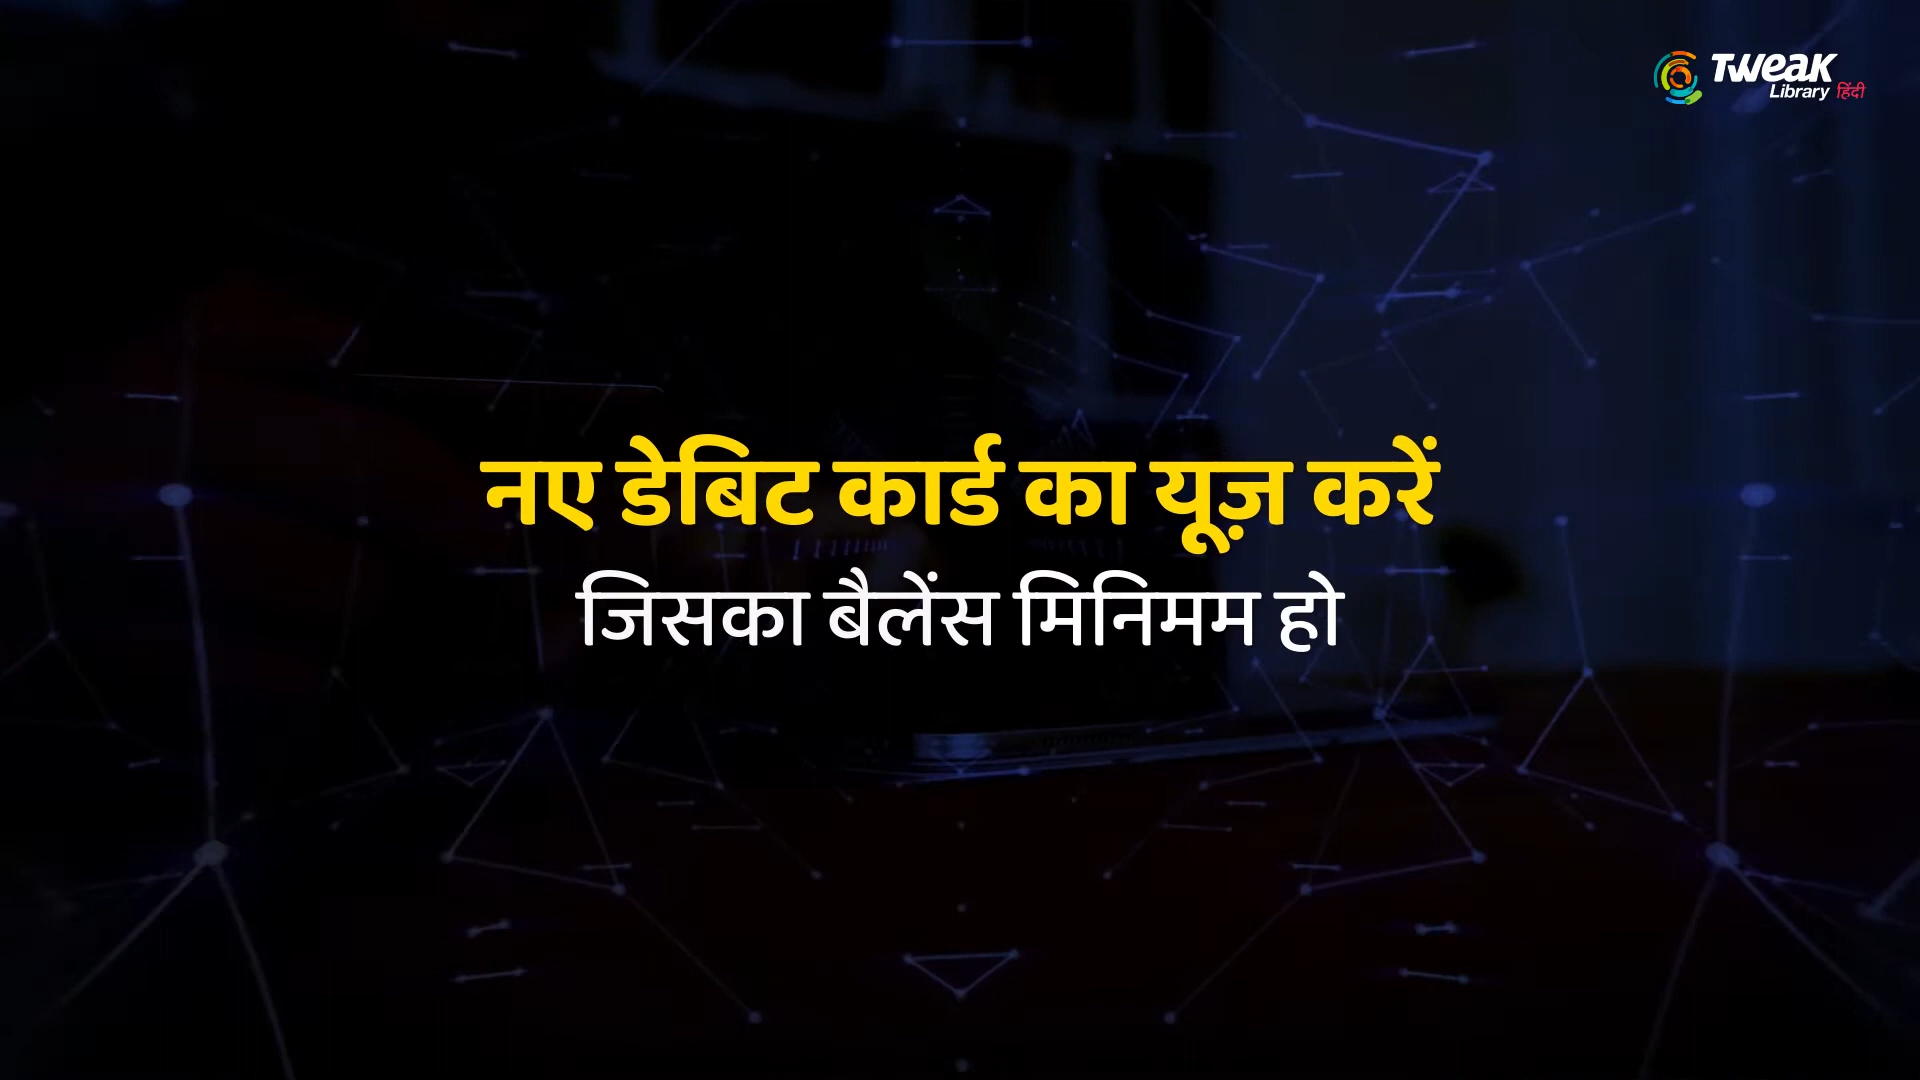 Tweak
Library हिंदी
नए डेबिट कार्ड का यूज़ करें
जिसका बैलेंस मिनिमम हो